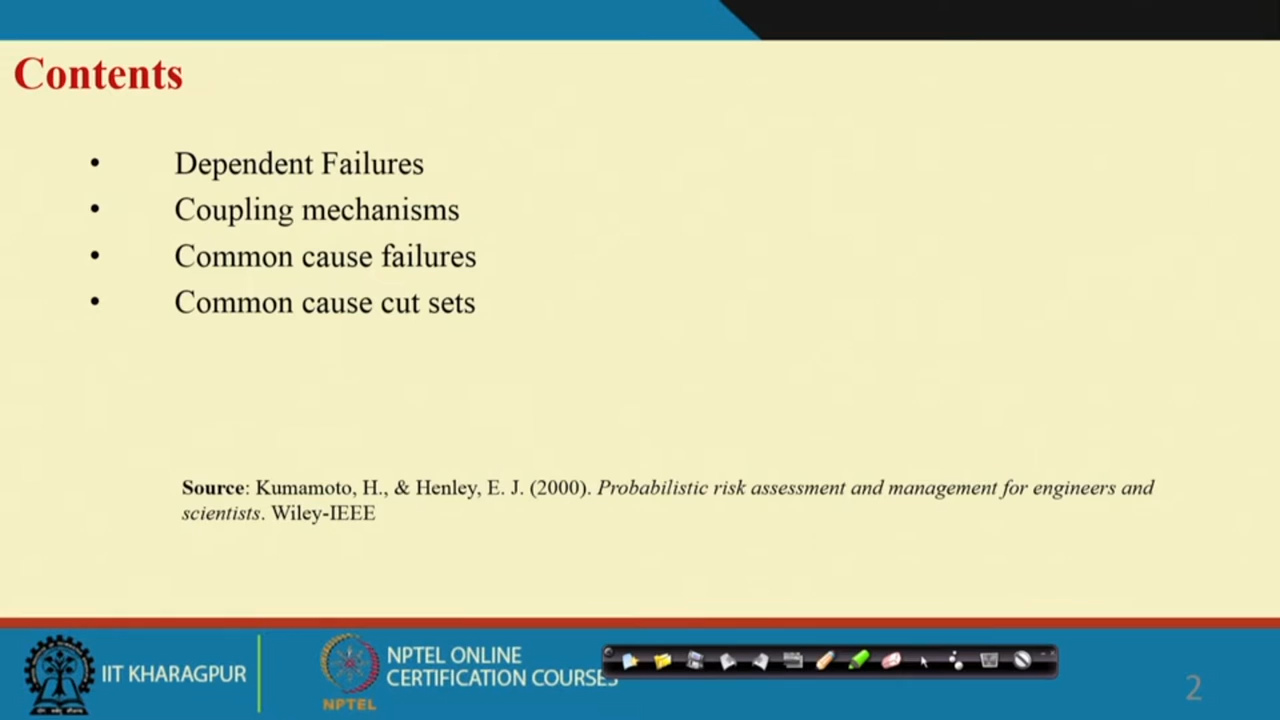 Contents
• Dependent Failures
• Coupling mechanisms
• Common cause failures
• Common cause cut sets
Source: Kumamoto, H., & Henley, E. J. (2000). Probabilistic risk assessment and management for engineers and
scientists. Wiley-IEEE
IIT KHARAGPUR
NPTEL
NPTEL ONLINE
CERTIFICATION COURSES
2